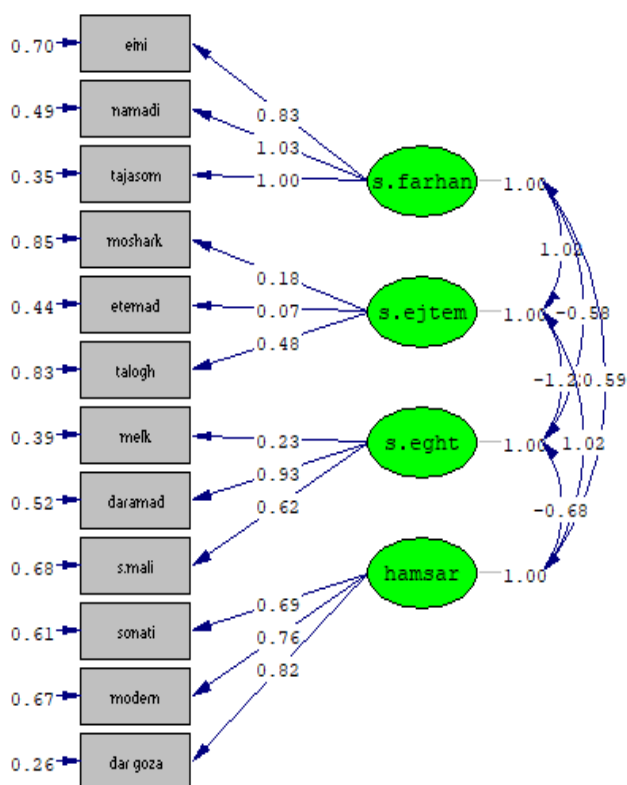 0.70 eini
0.83
0.49 namadi
1.03
0.35 tajasom
1.00
s.farhan 1.00
0.85 moshark
1.02
0.18
0.44 etemad
0.07
s.ejtem 1.00
-0.58
0.83 talogh
0.48
0.59
0.39 melk
0.23
s.eght 1.00
1.02
0.93
0.52 daramad
0.62
-0.68
0.68 s.mali
hamsar 1.00
0.69
0.61 sonati
0.76
0.82
0.67 modern
0.26 dar goza